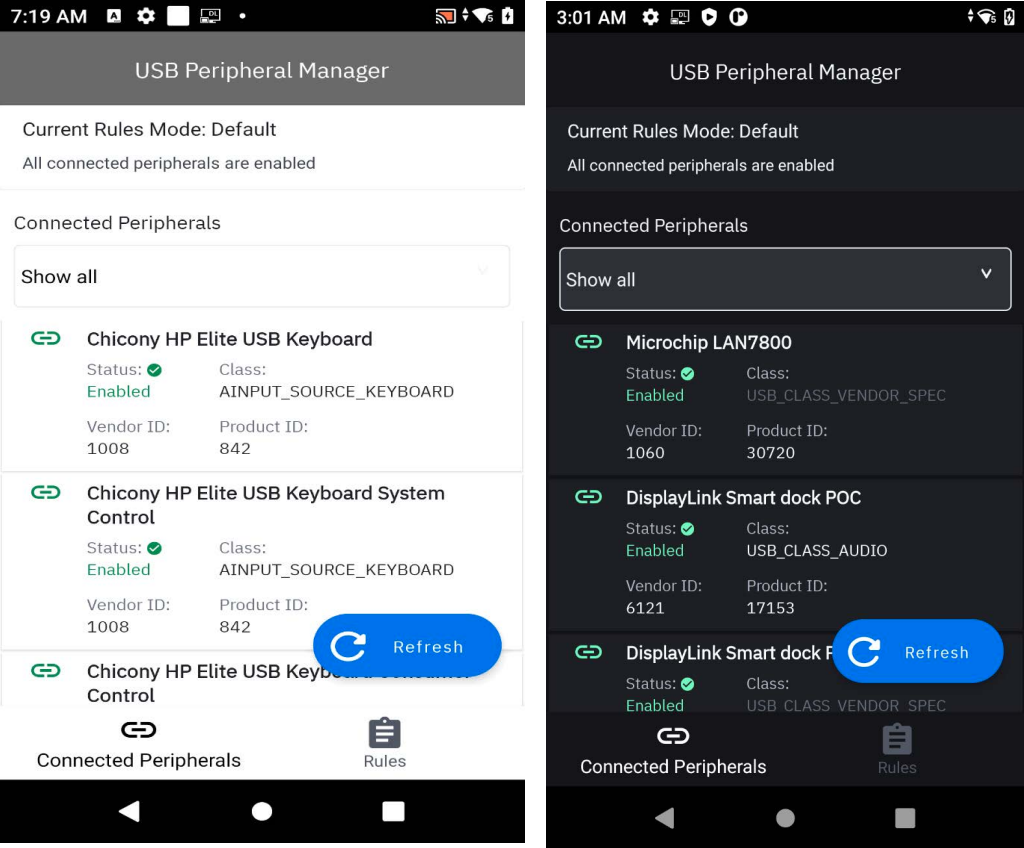 7:19 AM
USB Peripheral Manager
Current Rules Mode: Default
All connected peripherals are enabled
Connected Peripherals
Show all
Chicony HP Elite USB Keyboard
Status: Class:
Enabled AINPUT_SOURCE_KEYBOARD
Vendor ID: Product ID:
1008 842
Chicony HP Elite USB Keyboard System
Control
Status: Class:
Enabled AINPUT_SOURCE_KEYBOARD
Vendor ID: Product ID:
1008 842
Refresh
Chicony HP Elite USB Keyboard Consumer
Control
Connected Peripherals Rules
3:01 AM
USB Peripheral Manager
Current Rules Mode: Default
All connected peripherals are enabled
Connected Peripherals
Show all
Microchip LAN7800
Status: Class:
Enabled USB_CLASS_VENDOR_SPEC
Vendor ID: Product ID:
1060 30720
DisplayLink Smart dock POC
Status: Class:
Enabled USB_CLASS_AUDIO
Vendor ID: Product ID:
6121 17153
DisplayLink Smart dock
Refresh
Status: Class:
Enabled USB_CLASS_VENDOR_SPEC
Connected Peripherals Rules